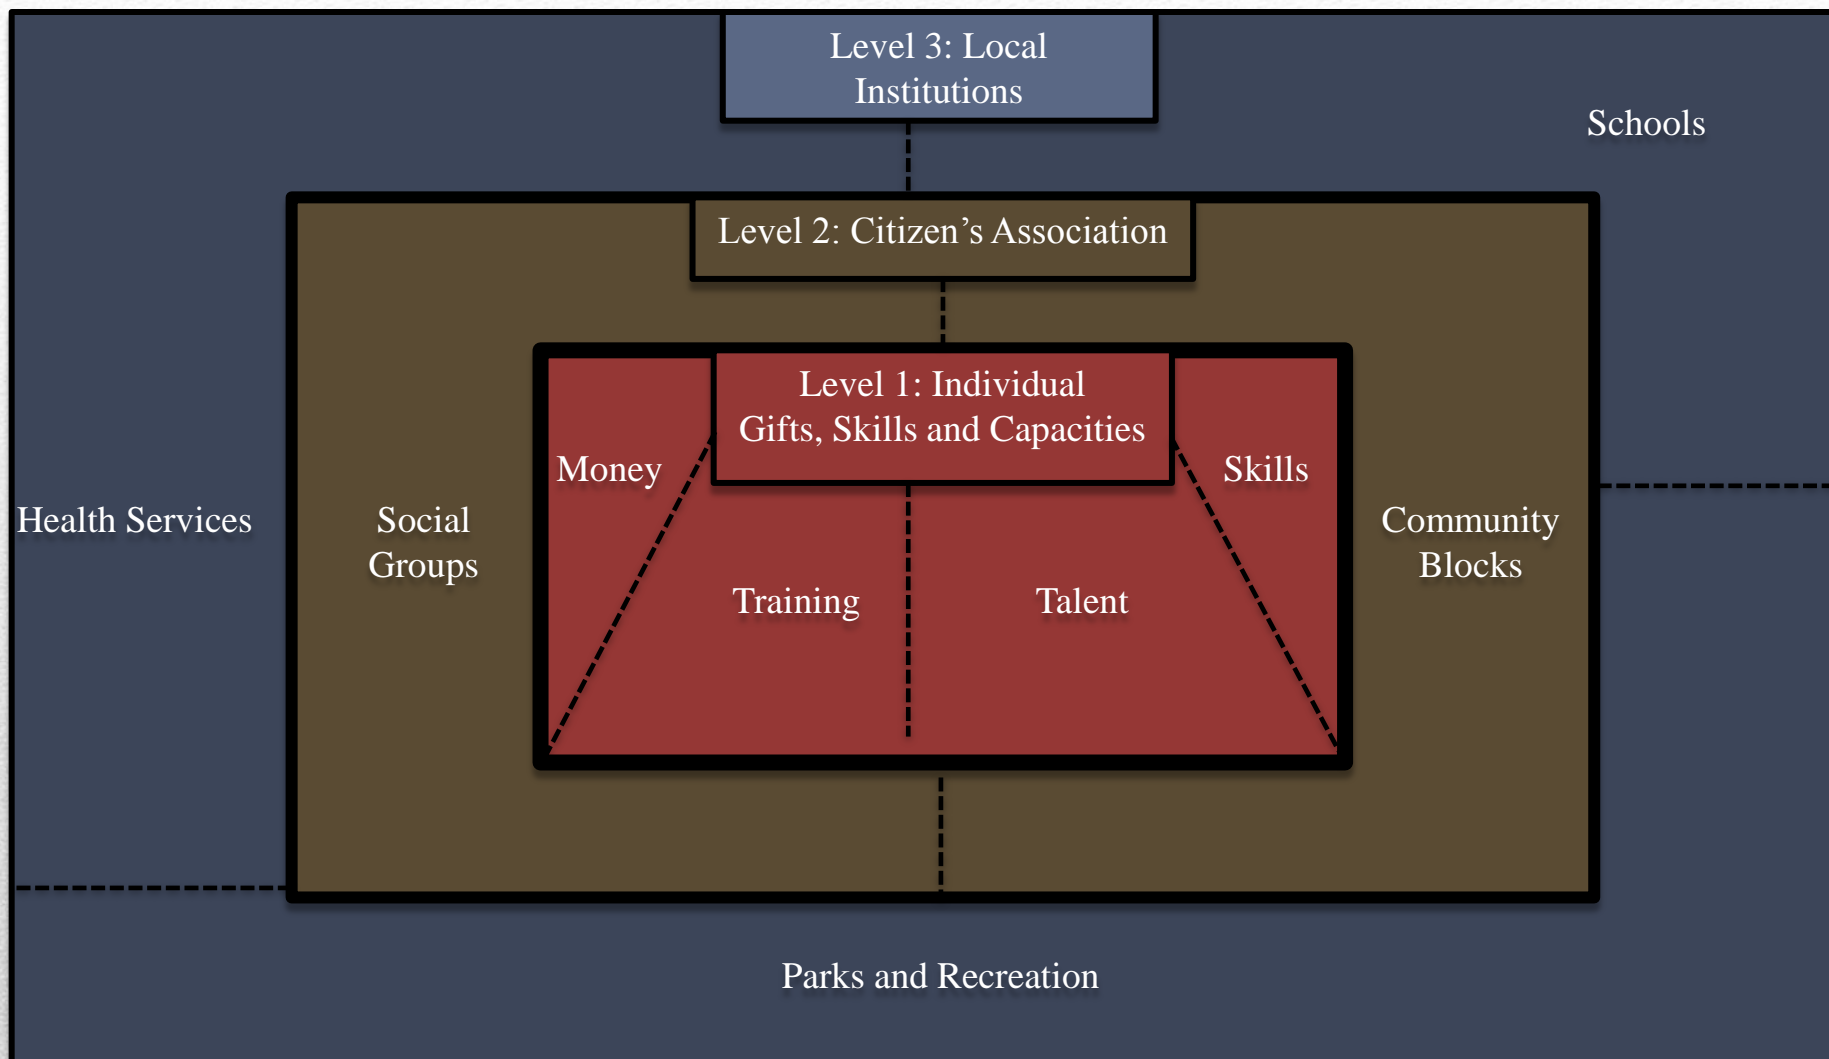 Level 3: Local
Institutions
Schools
Level 2: Citizen’s Association
Level 1: Individual
Gifts, Skills and Capacities
Money
Skills
Health Services
Social
Groups
Community
Blocks
Training
Talent
Parks and Recreation